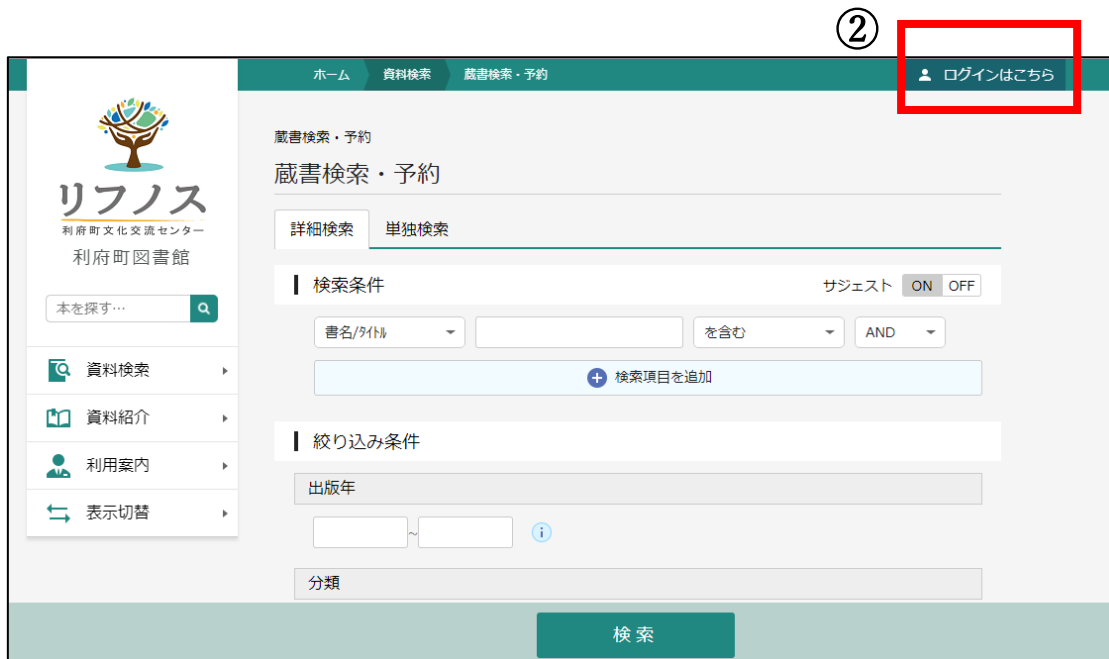 ②
ホーム 資料検索 蔵書検索・予約 ログインはこちら
リフノス
利府町文化交流センター
利府町図書館
本を探す…
資料検索
資料紹介
利用案内
表示切替
蔵書検索・予約
蔵書検索・予約
詳細検索 単独検索
検索条件 サジェスト ON OFF
書名/ﾀｲﾄﾙ を含む AND
検索項目を追加
絞り込み条件
出版年
~
分類
検索